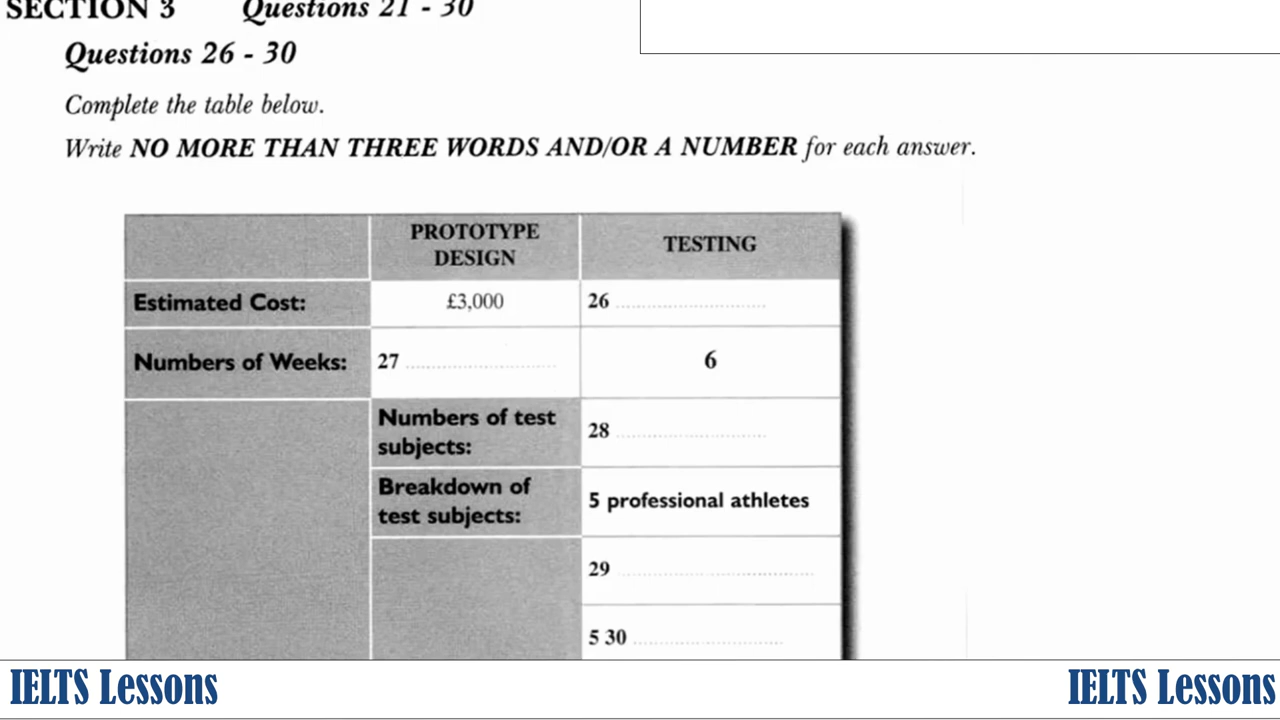 SECTION 3 Questions 21 - 30
Questions 26 - 30
Complete the table below.
Write NO MORE THAN THREE WORDS AND/OR A NUMBER for each answer.
PROTOTYPE DESIGN TESTING
Estimated Cost: £3,000 26 ........................
Numbers of Weeks: 27 ........................ 6
Numbers of test subjects: 28 ........................
Breakdown of test subjects: 5 professional athletes
29 ........................
5 30 ........................
IELTS Lessons IELTS Lessons